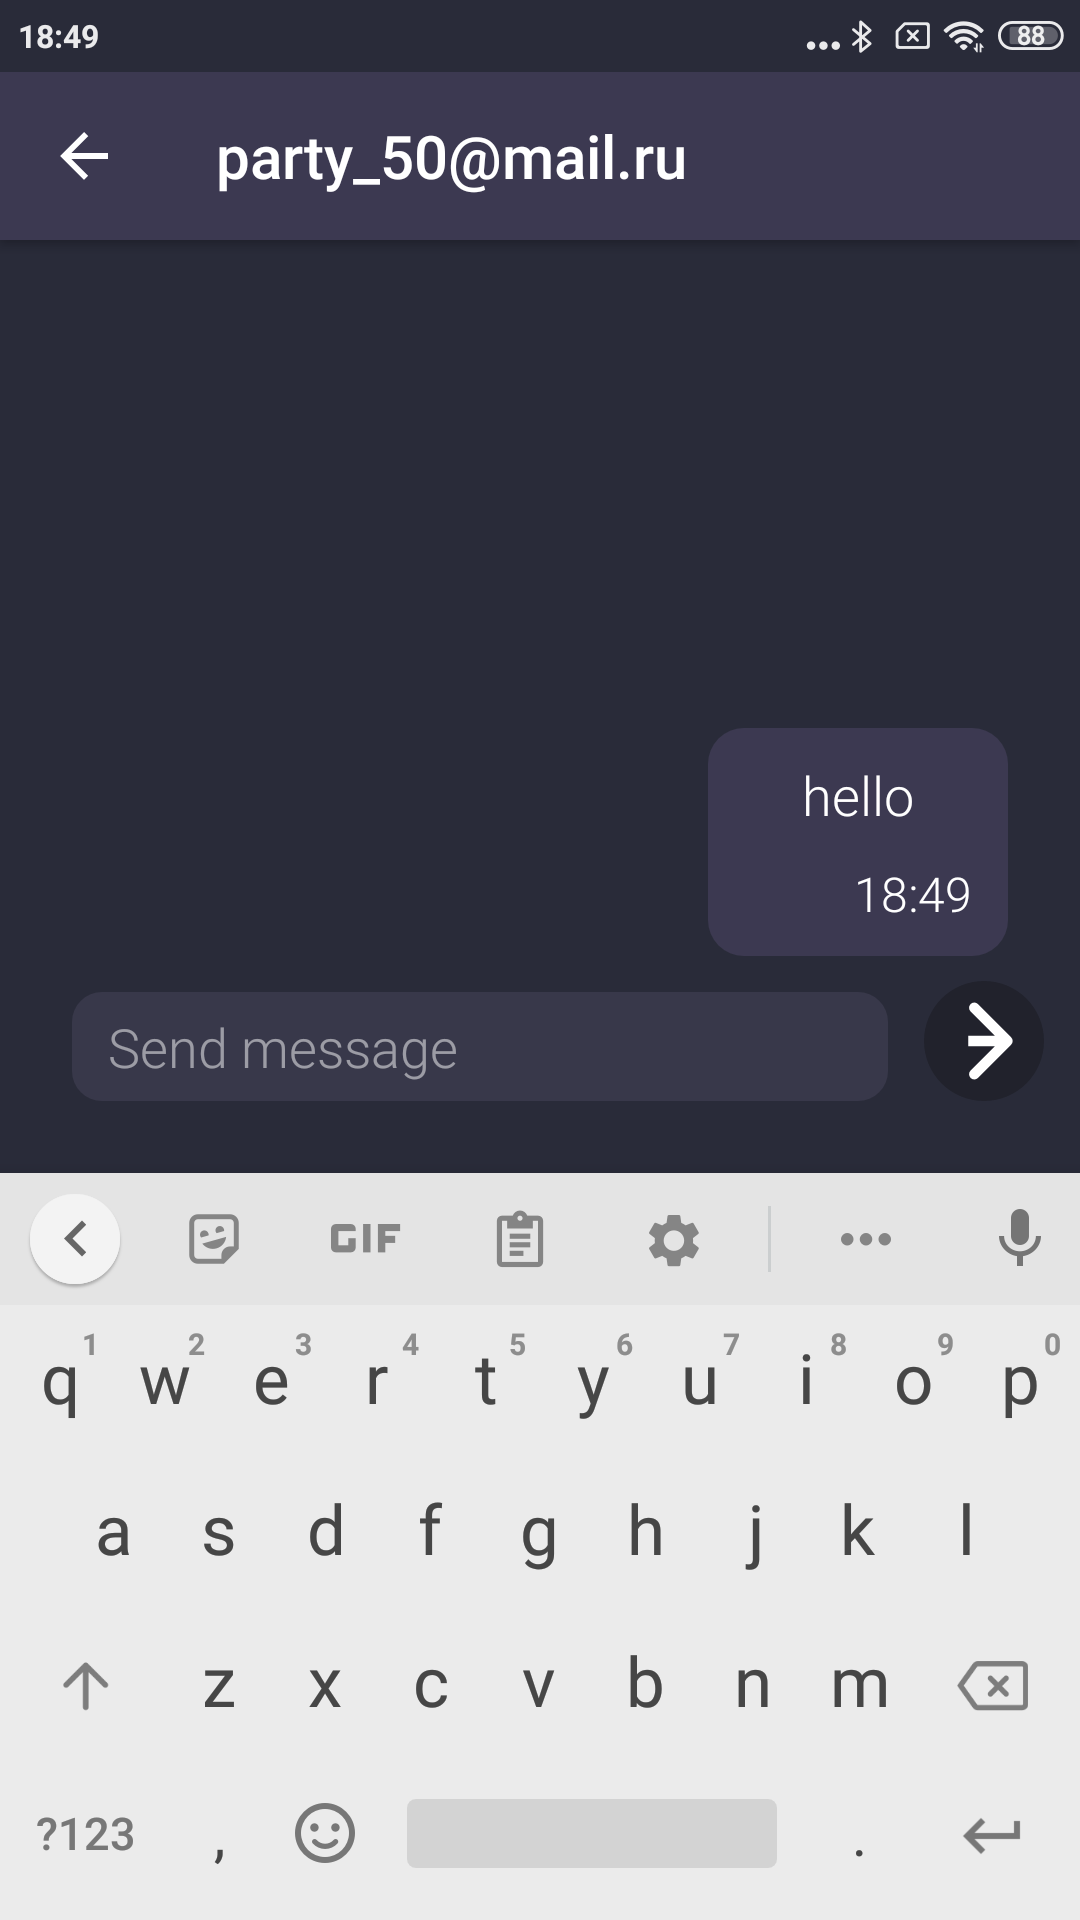 18:49
88
party_50@mail.ru
hello
18:49
Send message
GIF
1 2 3 4 5 6 7 8 9 0
q w e r t y u i o p
a s d f g h j k l
z x c v b n m
?123 , .